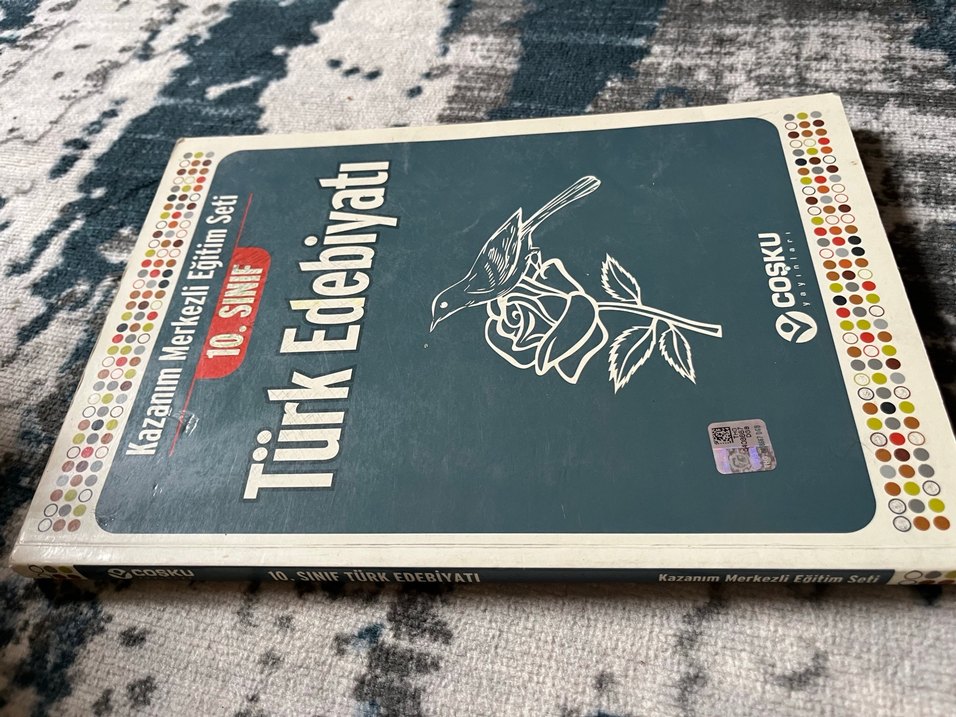 Kazanım Merkezli Eğitim Seti
10. SINIF
Türk Edebiyatı
COŞKU
yayınları
COŞKU
10. SINIF TÜRK EDEBİYATI
Kazanım Merkezli Eğitim Seti